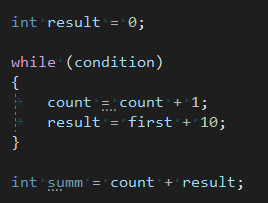 int result = 0;
while (condition)
{
count = count + 1;
result = first + 10;
}
int summ = count + result;